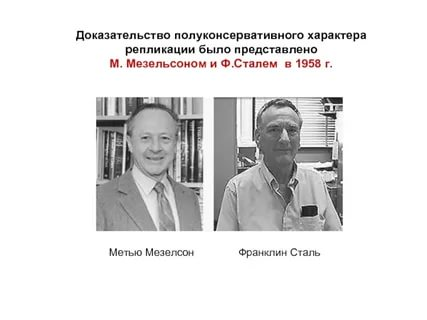 Доказательство полуконсервативного характера
репликации было представлено
М. Мезельсоном и Ф.Сталем в 1958 г.
Метью Мезелсон
Франклин Сталь